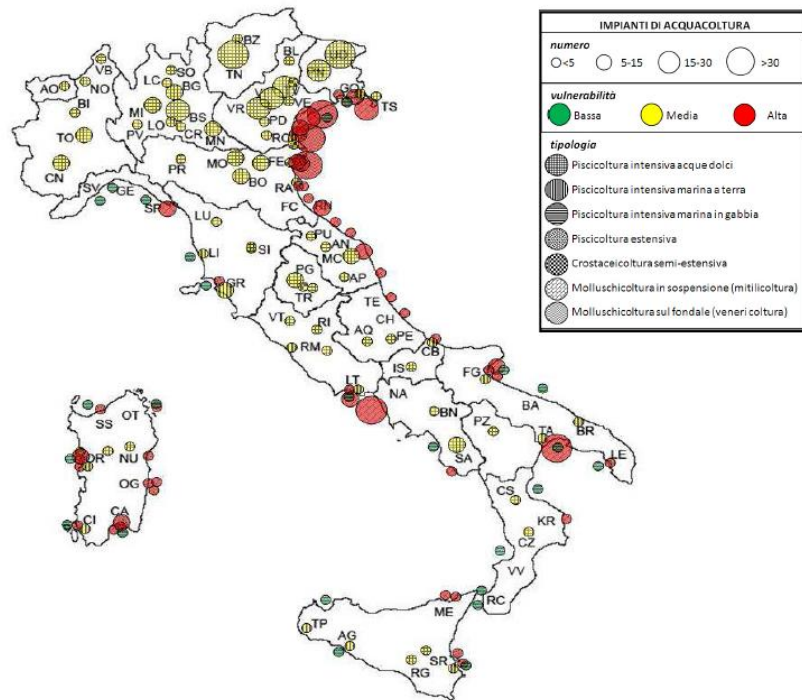 IMPIANTI DI ACQUACOLTURA
numero
<5 5-15 15-30 >30
vulnerabilità
Bassa Media Alta
tipologia
Piscicoltura intensiva acque dolci
Piscicoltura intensiva marina a terra
Piscicoltura intensiva marina in gabbia
Piscicoltura estensiva
Crostaceicoltura semi-estensiva
Molluschicoltura in sospensione (mitilicoltura)
Molluschicoltura sul fondale (venericoltura)
BZ
BL
TN
VB
SO
LC
AO
NO
BG
BI
MI
BS
VR
VE
GO
TS
TO
LO
PV
CR
MN
PD
RO
CN
PR
MO
FE
BO
RA
SV
GE
SP
FC
RN
LU
PU
AN
LI
SI
MC
GR
PG
AP
TR
TE
VT
RI
CH
AQ
PE
RM
CB
IS
FG
LT
NA
BA
BN
PZ
TA
BR
SA
LE
SS
OT
OR
NU
OG
CI
CA
CS
KR
CZ
VV
RC
ME
TP
AG
SR
RG